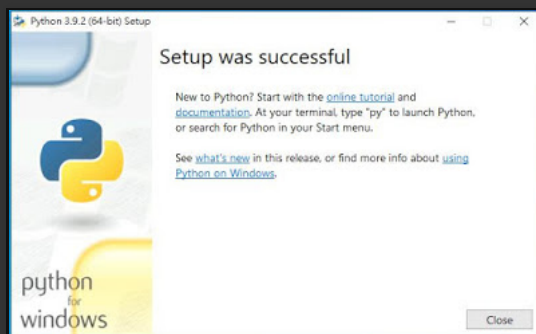 Python 3.9.2 (64-bit) Setup
Setup was successful
New to Python? Start with the online tutorial and
documentation. At your terminal, type "py" to launch Python,
or search for Python in your Start menu.
See what's new in this release, or find more info about using
Python on Windows.
python
for
windows
Close